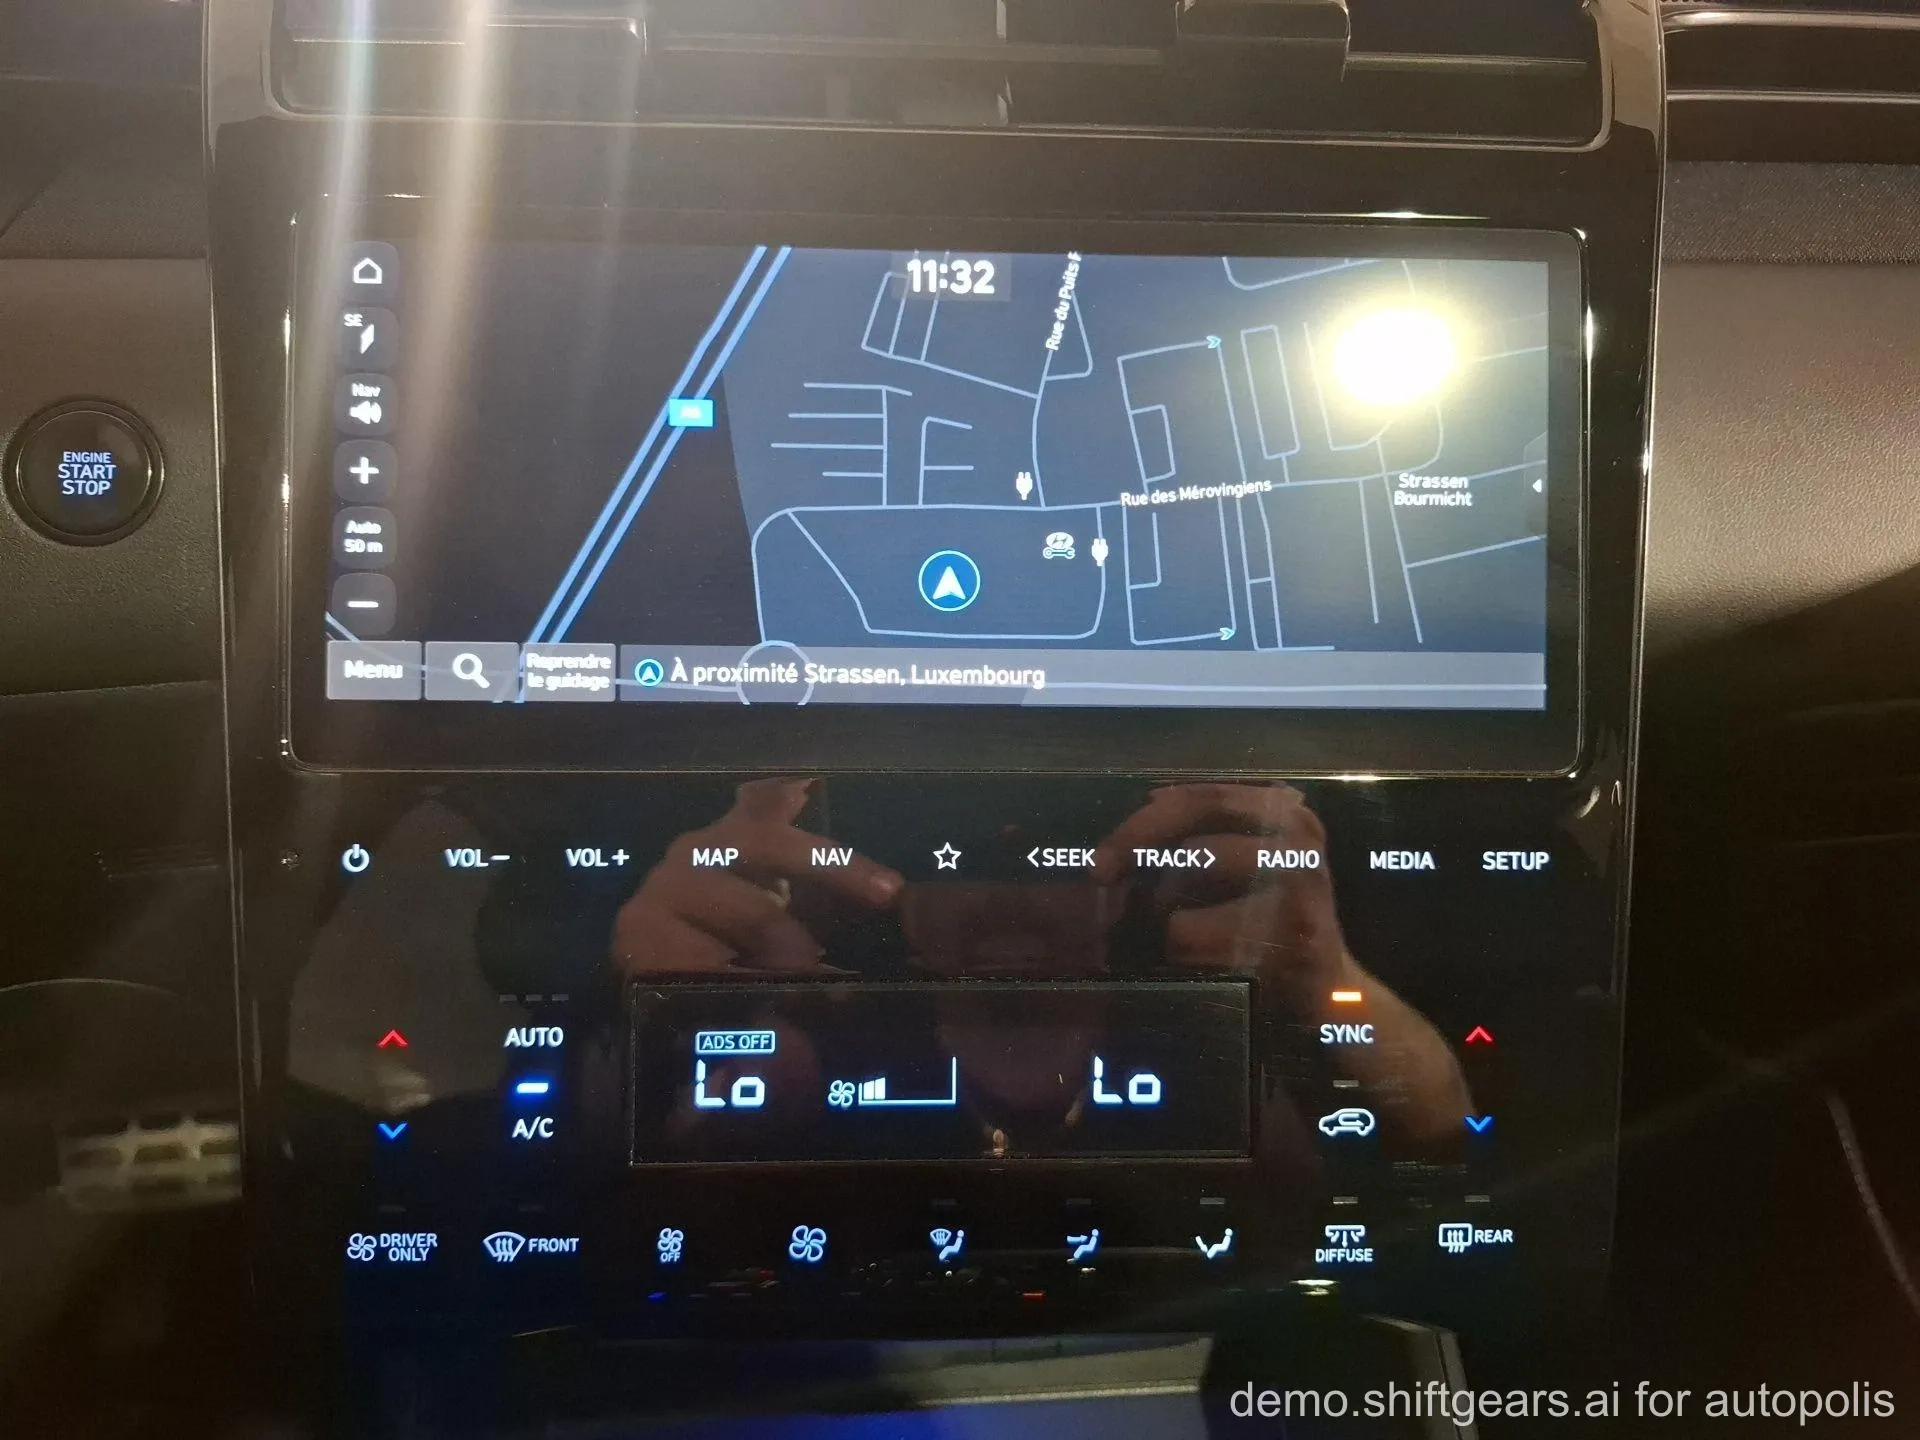 11:32
Rue du Puits R
SE
Nav
Auto
50 m
Rue des Mérovingiens
Strassen
Bourmicht
Menu
Reprendre
le guidage
À proximité Strassen, Luxembourg
ENGINE
START
STOP
VOL−
VOL+
MAP
NAV
<SEEK
TRACK>
RADIO
MEDIA
SETUP
AUTO
ADS OFF
SYNC
Lo
Lo
A/C
DRIVER
ONLY
FRONT
OFF
DIFFUSE
REAR
demo.shiftgears.ai for autopolis